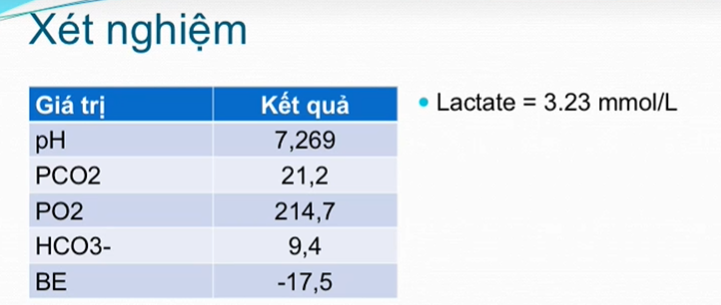 Xét nghiệm
Giá trị Kết quả
pH 7,269
PCO2 21,2
PO2 214,7
HCO3- 9,4
BE -17,5
• Lactate = 3.23 mmol/L